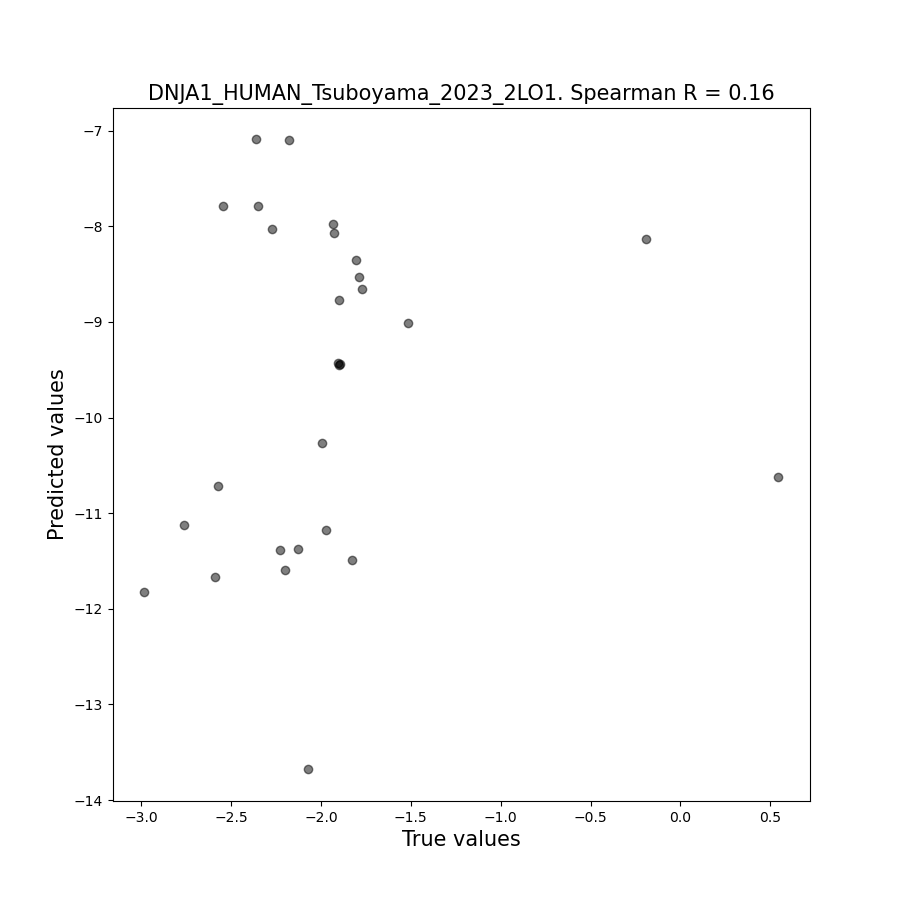 DNJA1_HUMAN_Tsuboyama_2023_2LO1. Spearman R = 0.16
−7
−8
−9
−10
−11
−12
−13
−14
Predicted values
−3.0 −2.5 −2.0 −1.5 −1.0 −0.5 0.0 0.5
True values